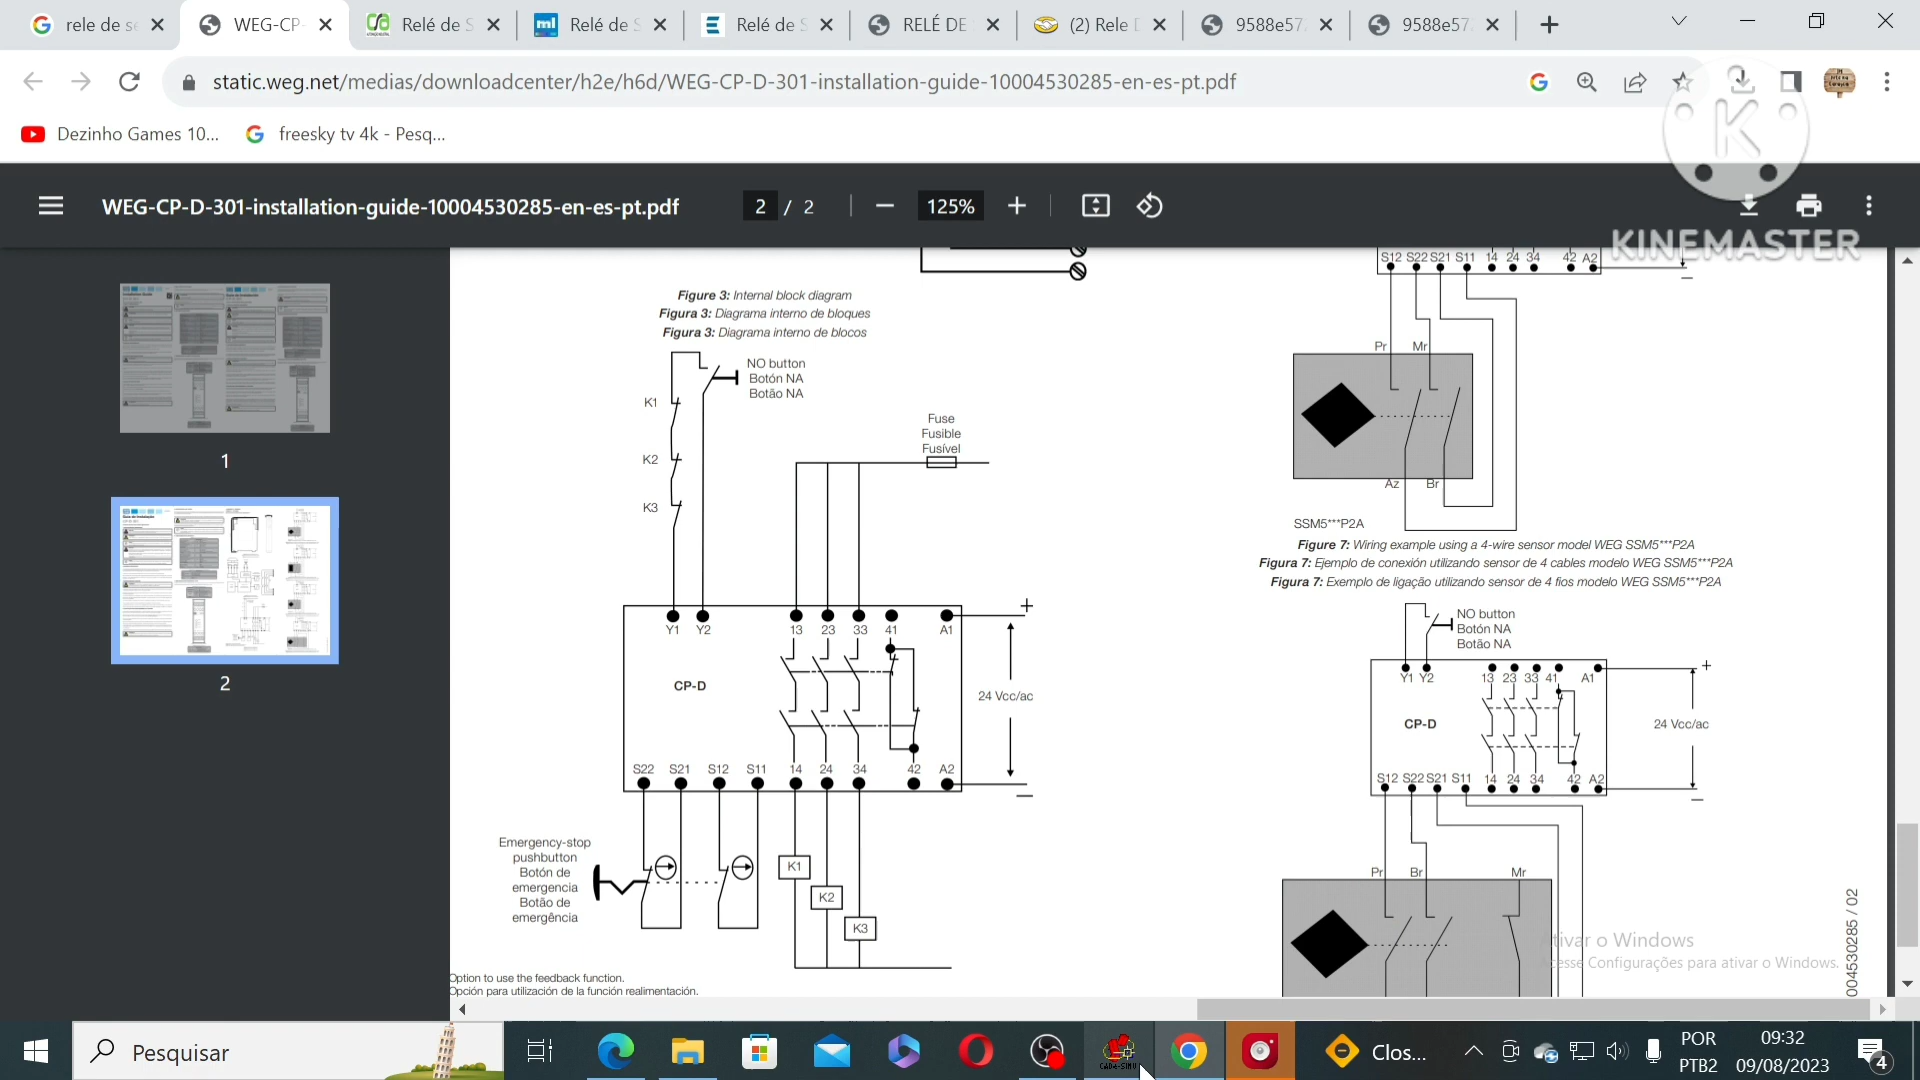 rele de se
WEG-CP-
Relé de S
Relé de S
Relé de S
RELÉ DE
(2) Rele D
9588e57
9588e57
static.weg.net/medias/downloadcenter/h2e/h6d/WEG-CP-D-301-installation-guide-10004530285-en-es-pt.pdf
Dezinho Games 10...
freesky tv 4k - Pesq...
K
WEG-CP-D-301-installation-guide-10004530285-en-es-pt.pdf
2 / 2
125%
KINEMASTER
1
2
Figure 3: Internal block diagram
Figura 3: Diagrama interno de bloques
Figura 3: Diagrama interno de blocos
NO button
Botón NA
Botão NA
K1
K2
K3
Fuse
Fusible
Fusível
Y1 Y2 13 23 33 41 A1
+
CP-D
24 Vcc/ac
S22 S21 S12 S11 14 24 34 42 A2
Emergency-stop
pushbutton
Botón de
emergencia
Botão de
emergência
K1
K2
K3
Option to use the feedback function.
Opción para utilización de la función realimentación.
S12 S22 S21 S11 14 24 34 42 A2
Pr Mr
Az Br
SSM5***P2A
Figure 7: Wiring example using a 4-wire sensor model WEG SSM5***P2A
Figura 7: Ejemplo de conexión utilizando sensor de 4 cables modelo WEG SSM5***P2A
Figura 7: Exemplo de ligação utilizando sensor de 4 fios modelo WEG SSM5***P2A
NO button
Botón NA
Botão NA
Y1 Y2 13 23 33 41 A1
+
CP-D
24 Vcc/ac
S12 S22 S21 S11 14 24 34 42 A2
Pr Br Mr
004530285 / 02
tivar o Windows
Configurações para ativar o Windows.
Pesquisar
CADe-SIMU
Clos...
POR
PTB2
09:32
09/08/2023
4